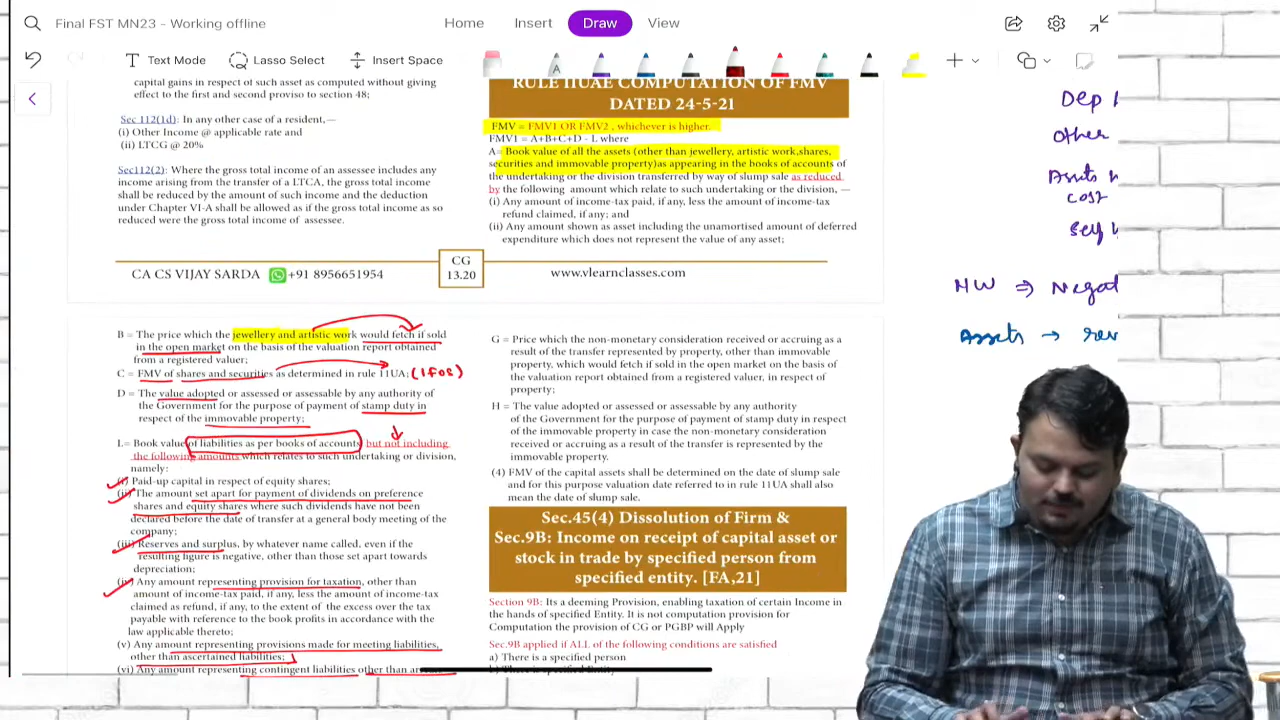 Final FST MN23 - Working offline
Home
Insert
Draw
View
Text Mode
Lasso Select
Insert Space
capital gains in respect of such asset as computed without giving
effect to the first and second proviso to section 48;
Sec 112(1d): In any other case of a resident,—
(i) Other Income @ applicable rate and
(ii) LTCG @ 20%
Sec112(2): Where the gross total income of an assessee includes any
income arising from the transfer of a LTCA, the gross total income
shall be reduced by the amount of such income and the deduction
under Chapter VI-A shall be allowed as if the gross total income as so
reduced were the gross total income of assessee.
RULE 11UAE COMPUTATION OF FMV
DATED 24-5-21
FMV = FMV1 OR FMV2 , whichever is higher.
FMV1 = A+B+C+D - L where
A= Book value of all the assets (other than jewellery, artistic work,shares,
securities and immovable property)as appearing in the books of accounts of
the undertaking or the division transferred by way of slump sale as reduced
by the following amount which relate to such undertaking or the division, —
(i) Any amount of income-tax paid, if any, less the amount of income-tax
refund claimed, if any; and
(ii) Any amount shown as asset including the unamortised amount of deferred
expenditure which does not represent the value of any asset;
CA CS VIJAY SARDA +91 8956651954
CG
13.20
www.vlearnclasses.com
B = The price which the jewellery and artistic work would fetch if sold
in the open market on the basis of the valuation report obtained
from a registered valuer;
C = FMV of shares and securities as determined in rule 11UA; (IFOS)
D = The value adopted or assessed or assessable by any authority of
the Government for the purpose of payment of stamp duty in
respect of the immovable property;
L= Book value of liabilities as per books of accounts but not including
the following amounts which relates to such undertaking or division,
namely:
(i) Paid-up capital in respect of equity shares;
(ii) The amount set apart for payment of dividends on preference
shares and equity shares where such dividends have not been
declared before the date of transfer at a general body meeting of the
company;
(iii) Reserves and surplus, by whatever name called, even if the
resulting figure is negative, other than those set apart towards
depreciation;
(iv) Any amount representing provision for taxation, other than
amount of income-tax paid, if any, less the amount of income-tax
claimed as refund, if any, to the extent of the excess over the tax
payable with reference to the book profits in accordance with the
law applicable thereto;
(v) Any amount representing provisions made for meeting liabilities,
other than ascertained liabilities;
(vi) Any amount representing contingent liabilities other than
G = Price which the non-monetary consideration received or accruing as a
result of the transfer represented by property, other than immovable
property, which would fetch if sold in the open market on the basis of
the valuation report obtained from a registered valuer, in respect of
property;
H = The value adopted or assessed or assessable by any authority
of the Government for the purpose of payment of stamp duty in respect
of the immovable property in case the non-monetary consideration
received or accruing as a result of the transfer is represented by the
immovable property.
(4) FMV of the capital assets shall be determined on the date of slump sale
and for this purpose valuation date referred to in rule 11UA shall also
mean the date of slump sale.
Sec.45(4) Dissolution of Firm &
Sec.9B: Income on receipt of capital asset or
stock in trade by specified person from
specified entity. [FA,21]
Section 9B: Its a deeming Provision, enabling taxation of certain Income in
the hands of specified Entity. It is not computation provision for
Computation the provision of CG or PGBP will Apply
Sec.9B applied if ALL of the following conditions are satisfied
a) There is a specified person
Dep
Other
Assets
cost
Self
NW ⇒ Negat
Assets → rev